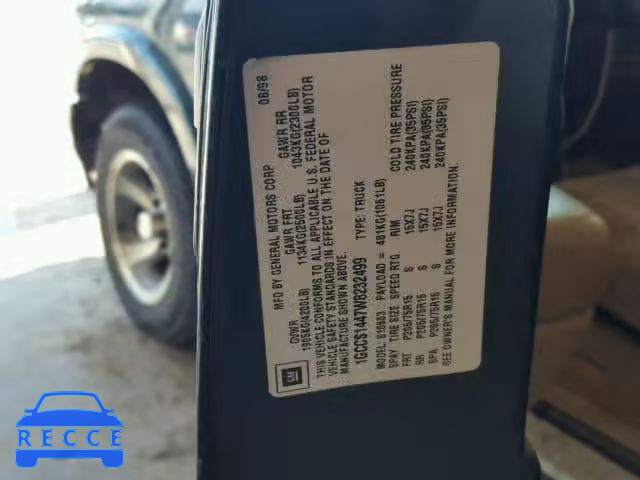 MFD BY GENERAL MOTORS CORP 08/98
GVWR GAWR FRT GAWR RR
1905KG(4200LB) 1134KG(2500LB) 1043KG(2300LB)
THIS VEHICLE CONFORMS TO ALL APPLICABLE U.S. FEDERAL MOTOR
VEHICLE SAFETY STANDARDS IN EFFECT ON THE DATE OF
MANUFACTURE SHOWN ABOVE.
1GCCS1447W8232499 TYPE: TRUCK
MODEL: S10603 PAYLOAD = 481KG(1061LB)
SPAY TIRE SIZE SPEED RTG RIM COLD TIRE PRESSURE
FRT P205/75R15 S 15X7J 240KPA(35PSI)
RR P205/75R15 S 15X7J 240KPA(35PSI)
SPA P205/75R15 S 15X7J 240KPA(35PSI)
SEE OWNER'S MANUAL FOR MORE INFORMATION.
GM
RECCE